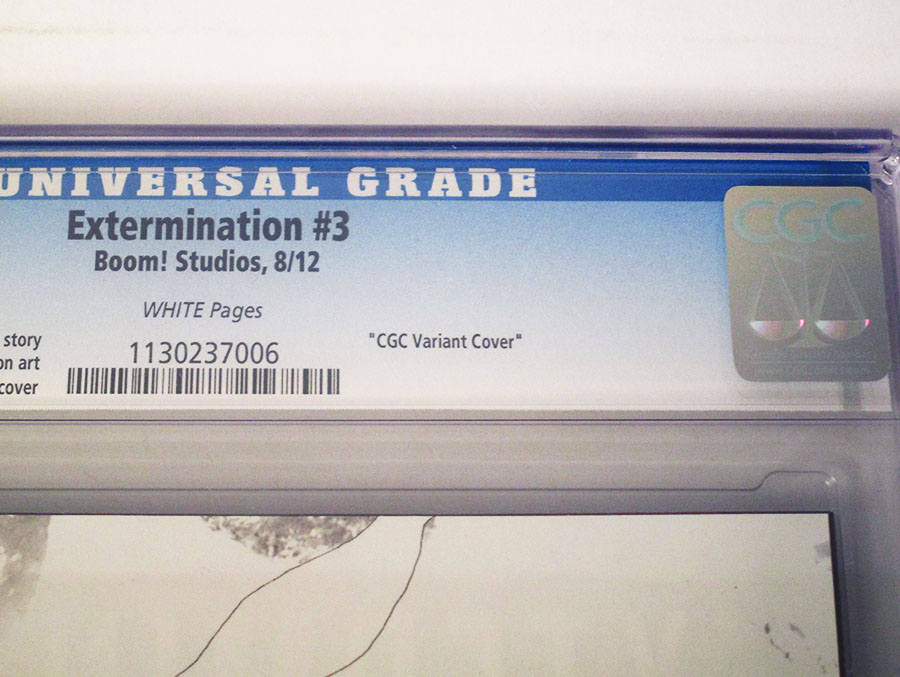 UNIVERSAL GRADE
Extermination #3
Boom! Studios, 8/12
WHITE Pages
story
on art
cover
1130237006
"CGC Variant Cover"
CGC